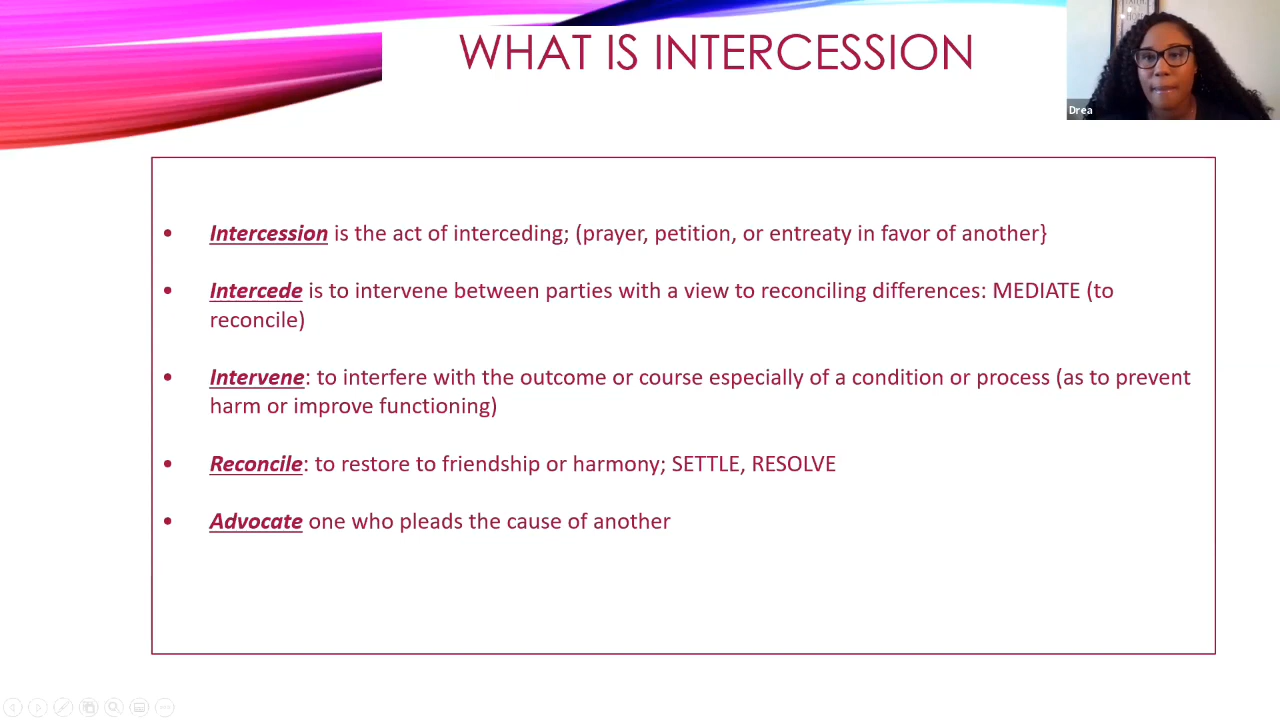 WHAT IS INTERCESSION
Drea
• Intercession is the act of interceding; (prayer, petition, or entreaty in favor of another}
• Intercede is to intervene between parties with a view to reconciling differences: MEDIATE (to
reconcile)
• Intervene: to interfere with the outcome or course especially of a condition or process (as to prevent
harm or improve functioning)
• Reconcile: to restore to friendship or harmony; SETTLE, RESOLVE
• Advocate one who pleads the cause of another